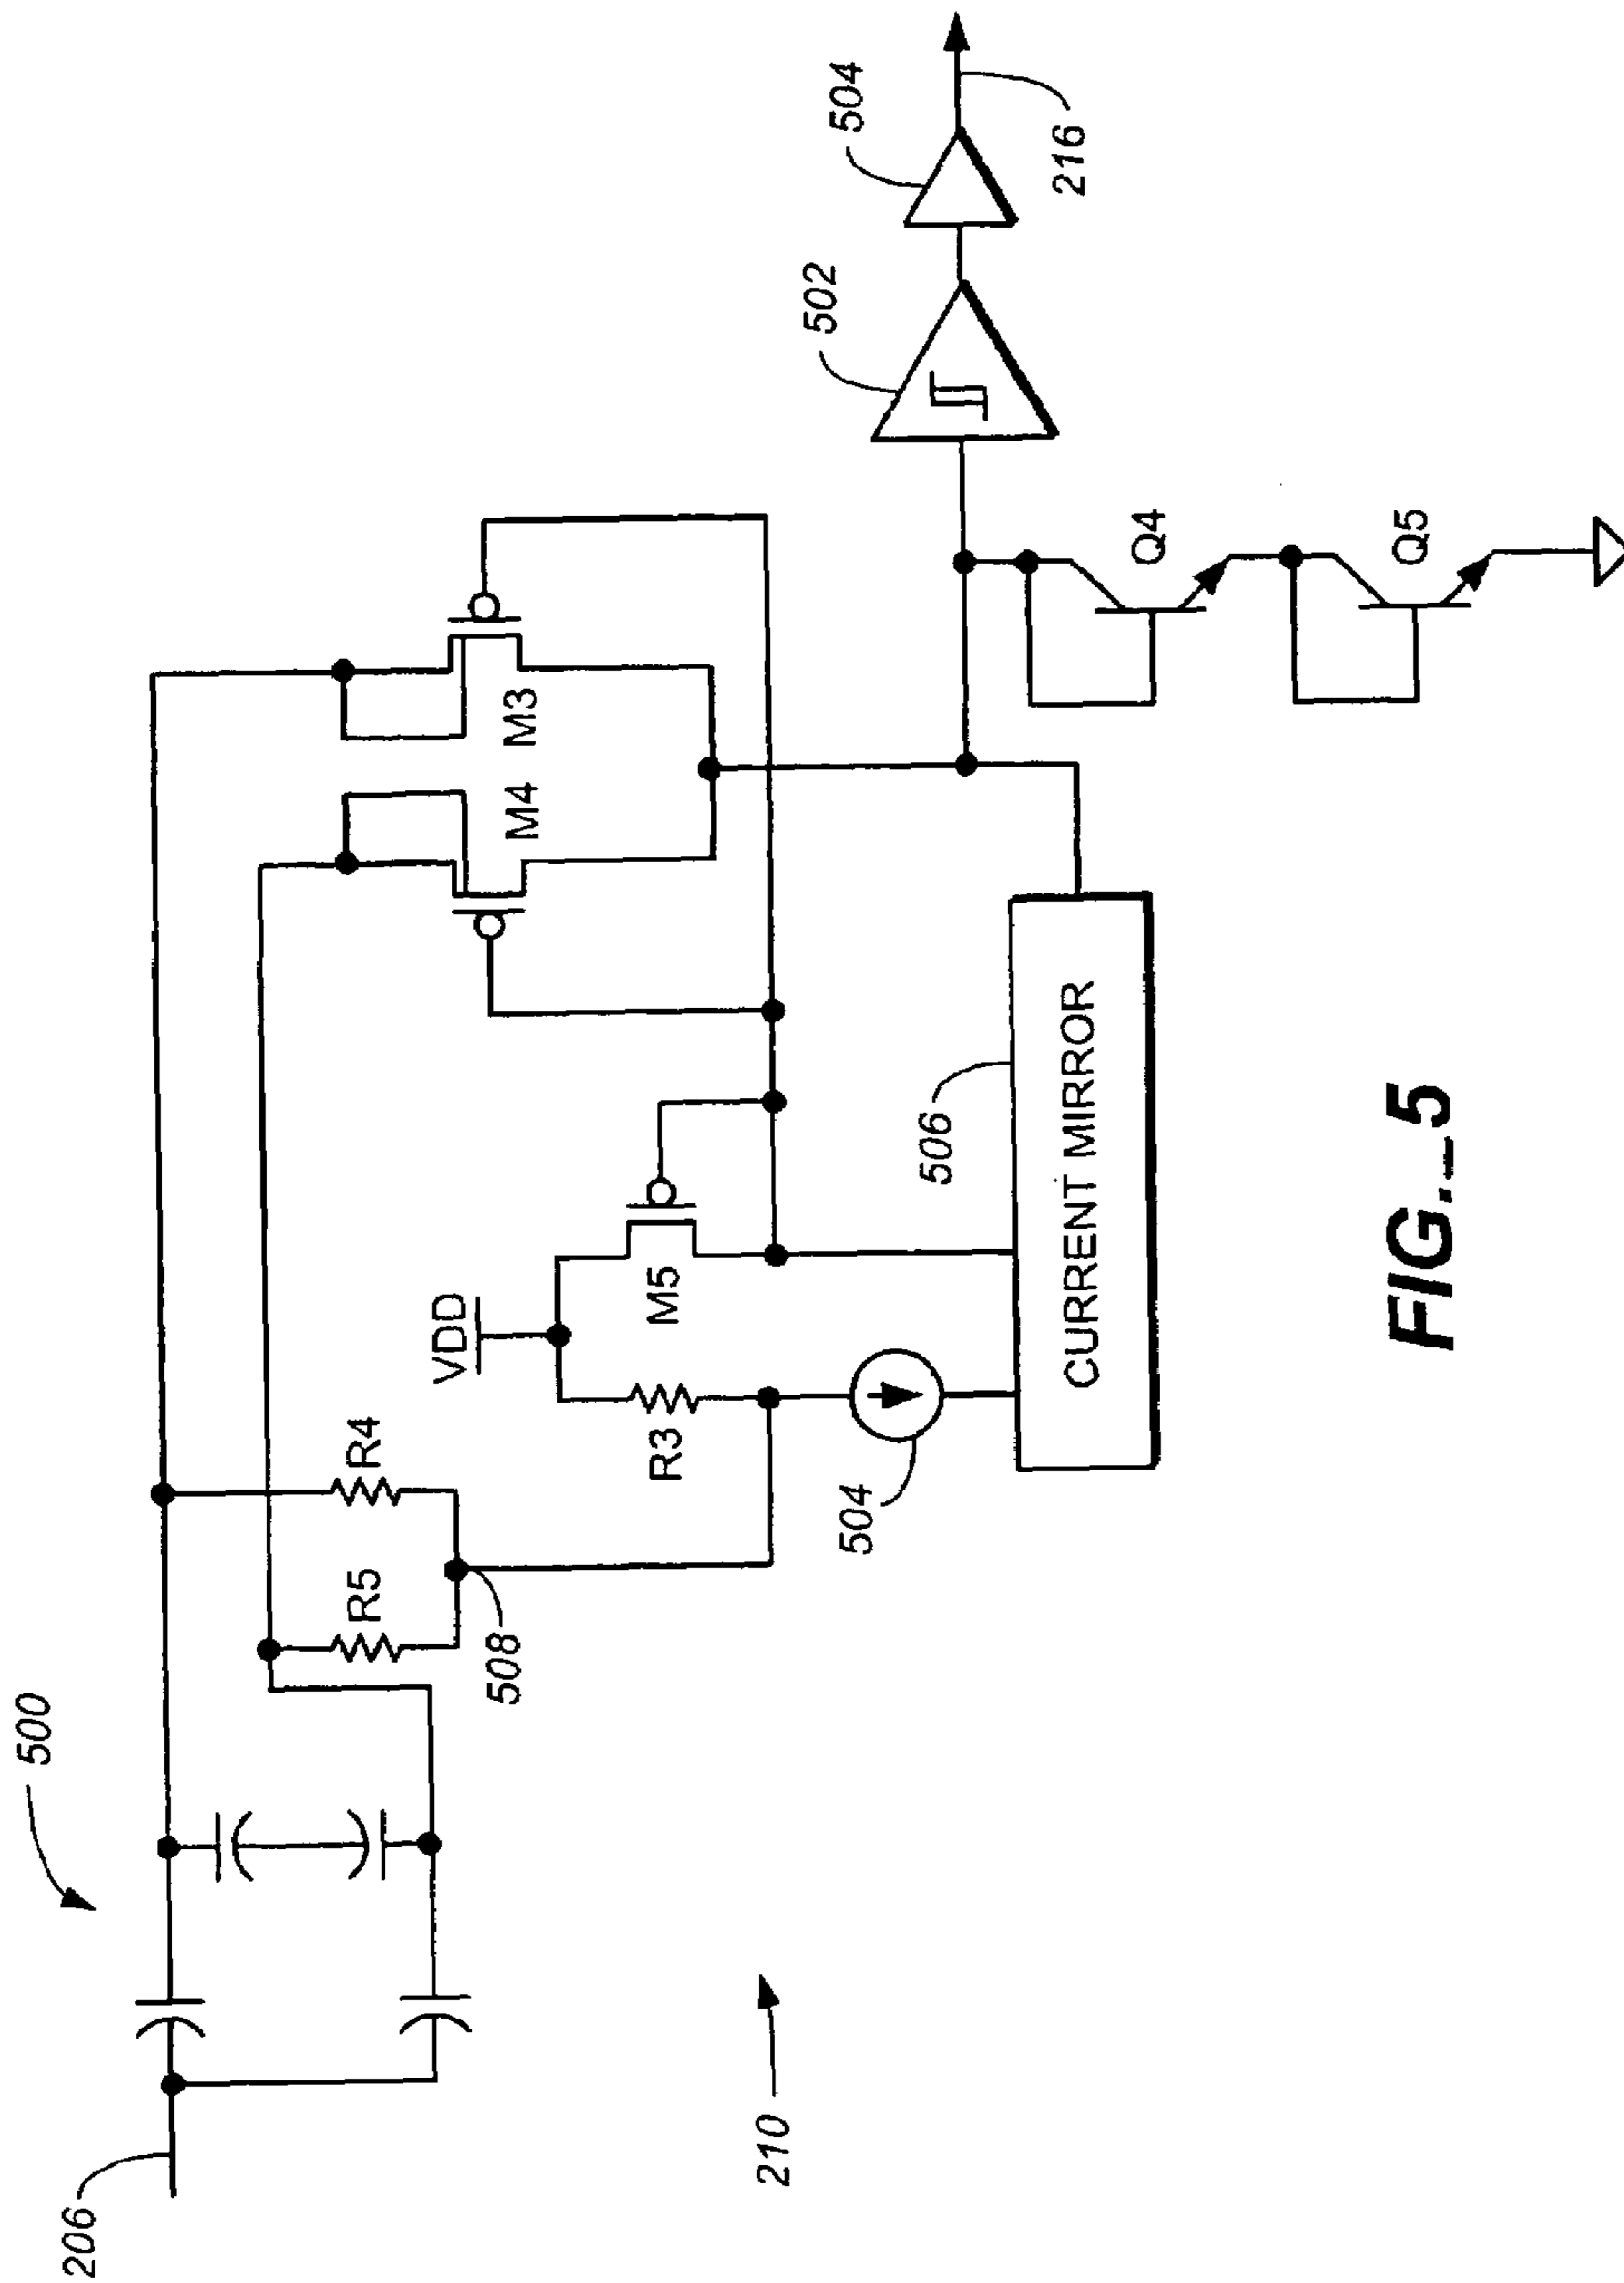 500
206
R5
R4
508
VDD
R3
M5
M4
M3
504
506
CURRENT MIRROR
210
502
504
216
Q4
Q5
FIG._5